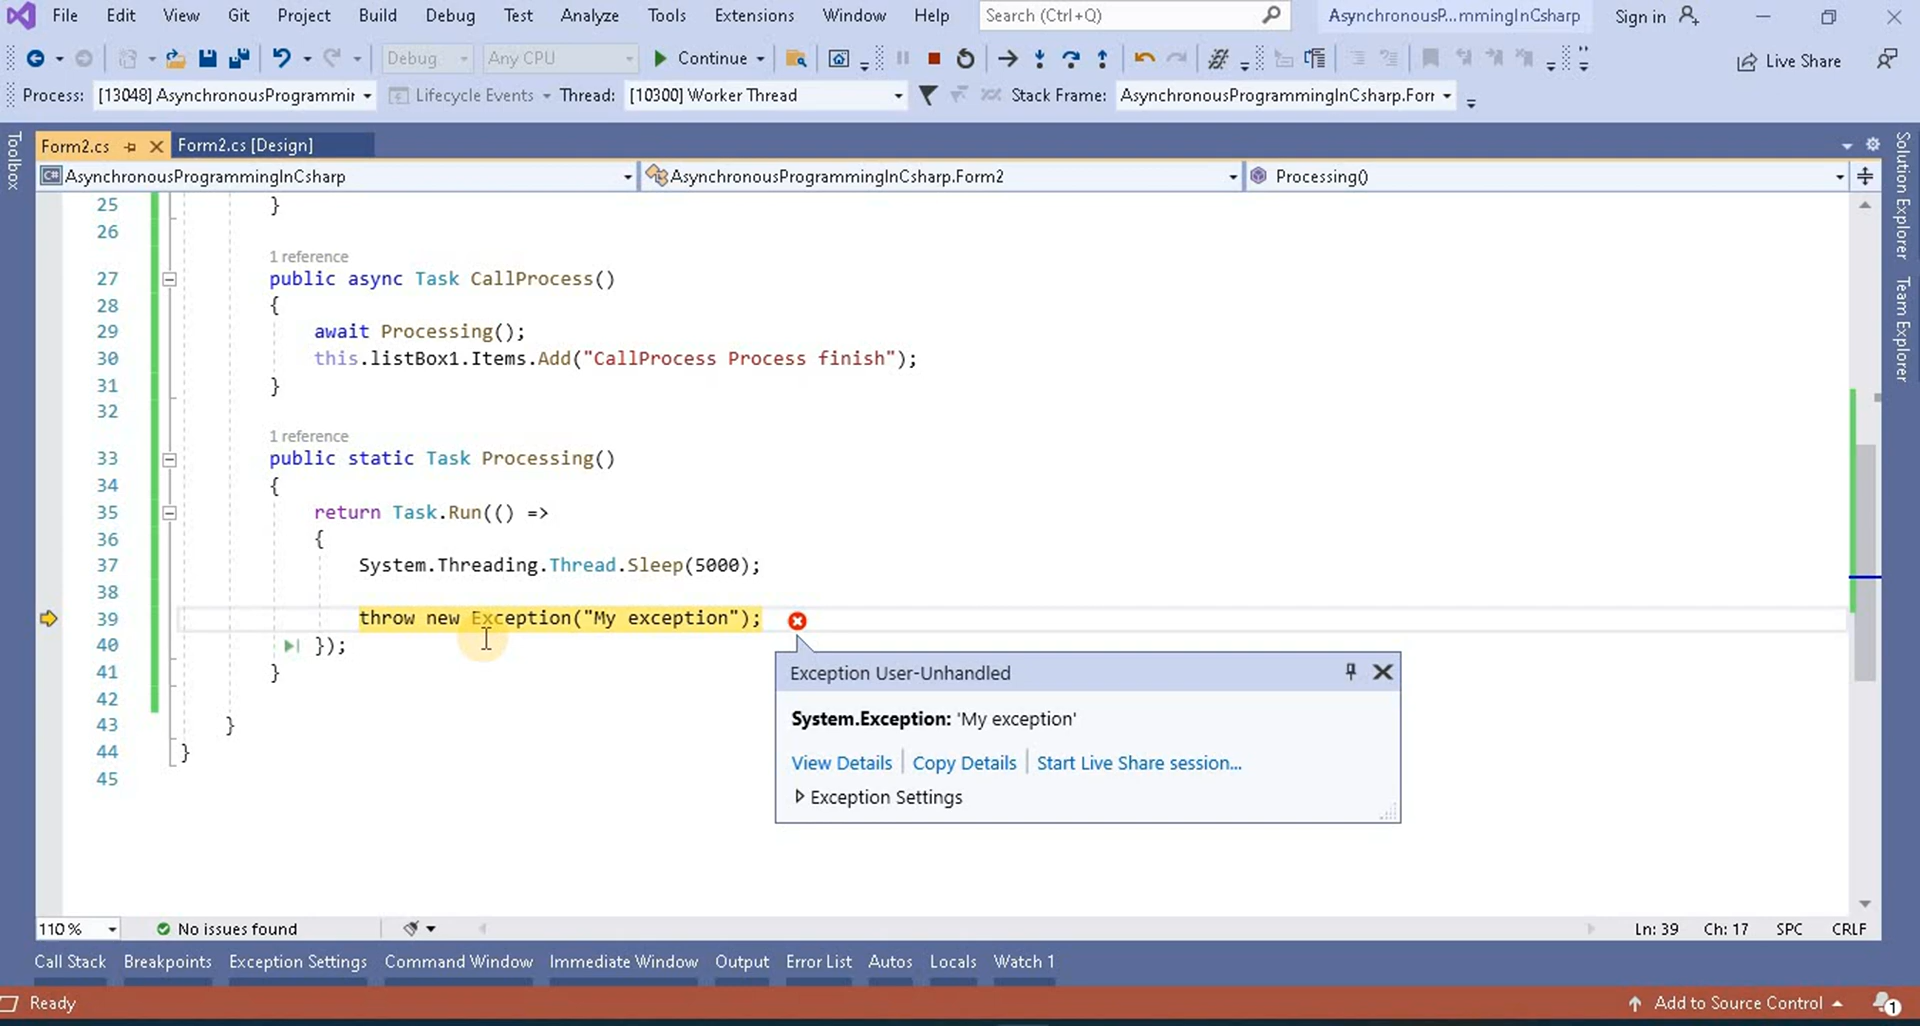 File Edit View Git Project Build Debug Test Analyze Tools Extensions Window Help Search (Ctrl+Q) AsynchronousP...mmingInCsharp Sign in
Debug Any CPU Continue Live Share
Process: [13048] AsynchronousProgrammir Lifecycle Events Thread: [10300] Worker Thread Stack Frame: AsynchronousProgrammingInCsharp.Forr
Toolbox
Form2.cs Form2.cs [Design]
Solution Explorer
Team Explorer
C# AsynchronousProgrammingInCsharp AsynchronousProgrammingInCsharp.Form2 Processing()
25 }
26
1 reference
27 public async Task CallProcess()
28 {
29 await Processing();
30 this.listBox1.Items.Add("CallProcess Process finish");
31 }
32
1 reference
33 public static Task Processing()
34 {
35 return Task.Run(() =>
36 {
37 System.Threading.Thread.Sleep(5000);
38
39 throw new Exception("My exception");
40 });
41 }
42
43 }
44 }
45
Exception User-Unhandled
System.Exception: 'My exception'
View Details | Copy Details | Start Live Share session...
Exception Settings
110 % No issues found Ln: 39 Ch: 17 SPC CRLF
Call Stack Breakpoints Exception Settings Command Window Immediate Window Output Error List Autos Locals Watch 1
Ready Add to Source Control 1